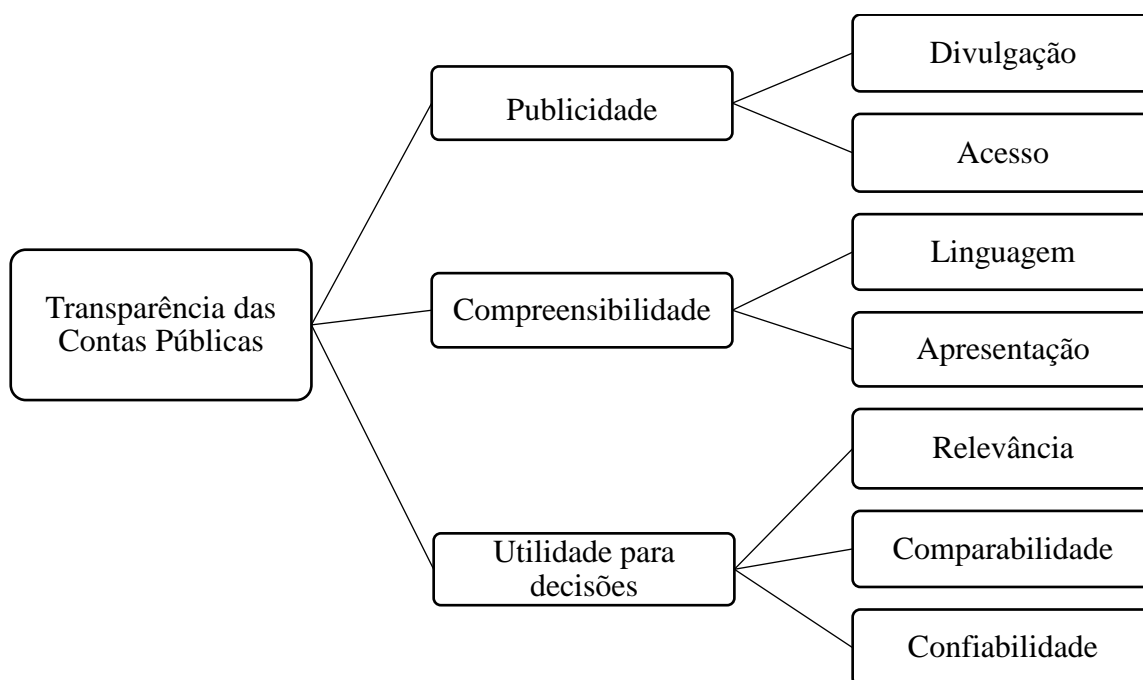 Transparência das
Contas Públicas
Publicidade
Divulgação
Acesso
Compreensibilidade
Linguagem
Apresentação
Utilidade para
decisões
Relevância
Comparabilidade
Confiabilidade